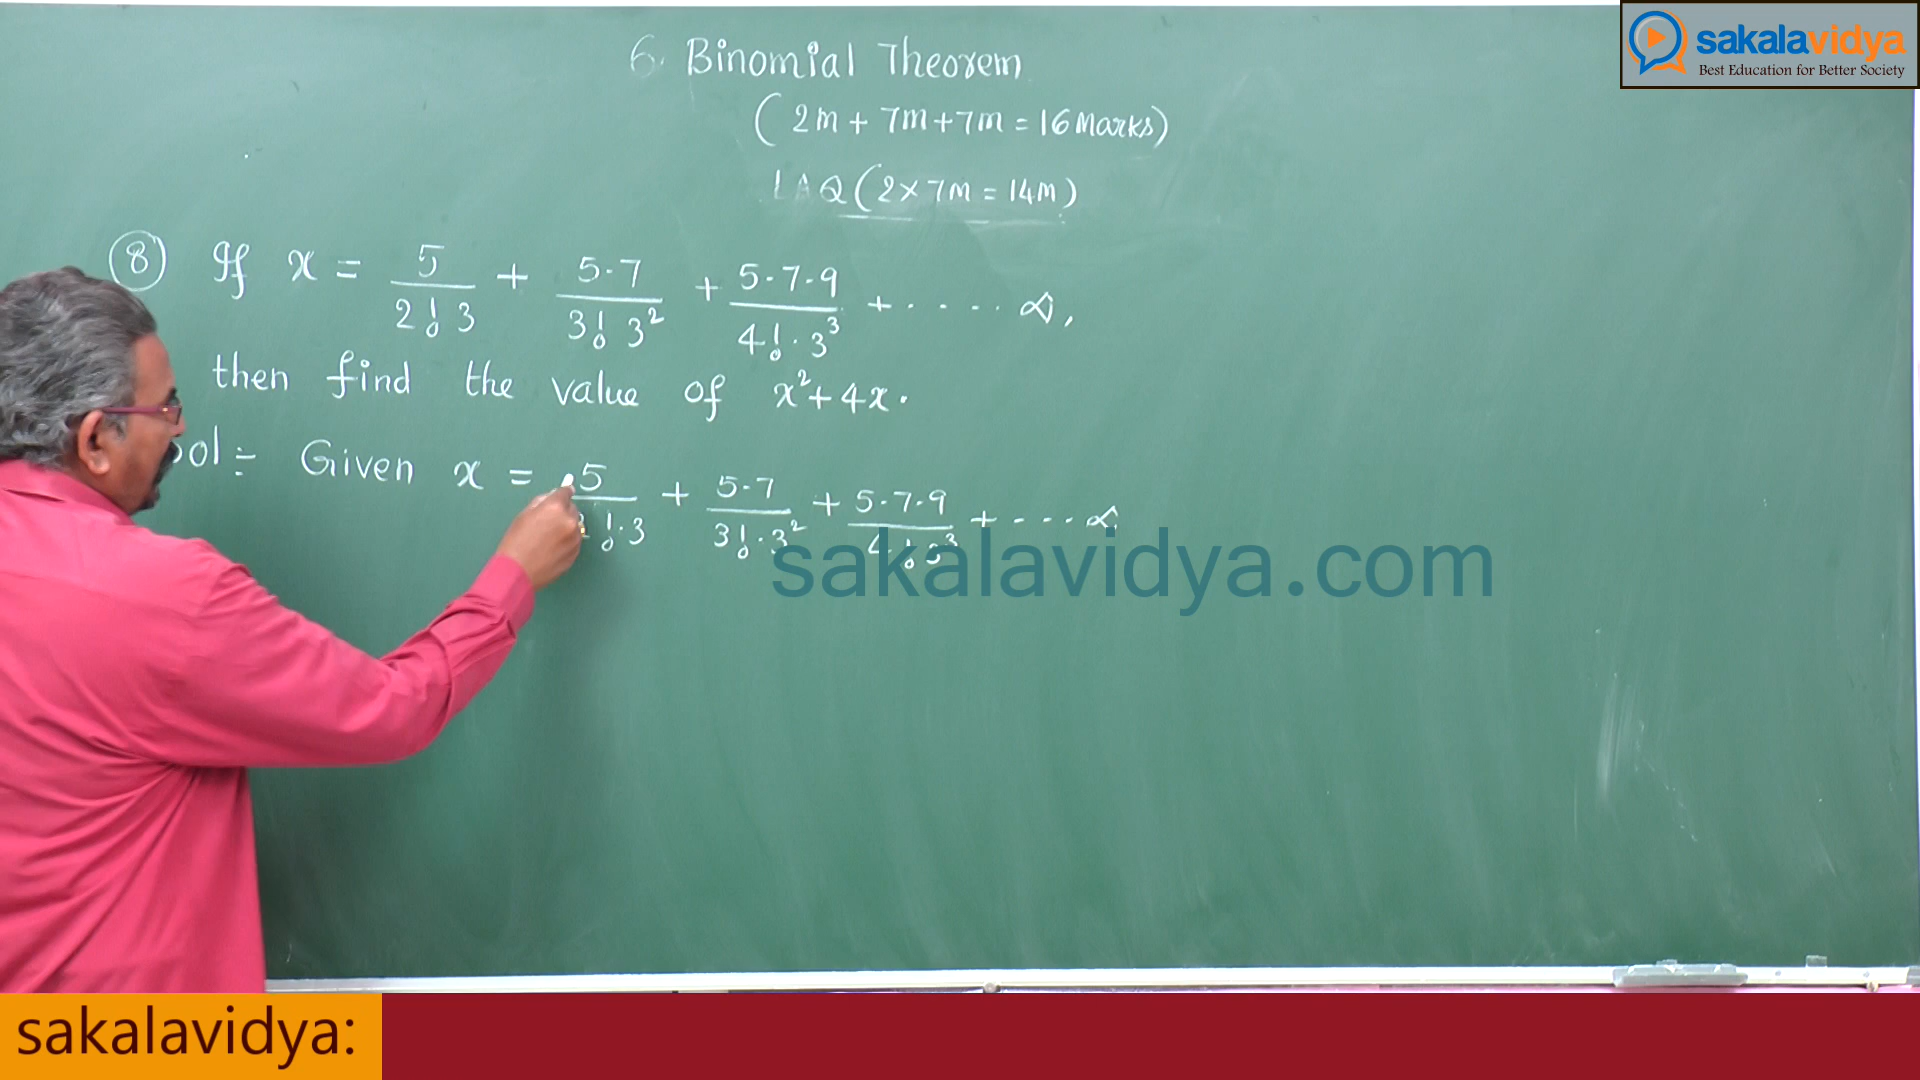 sakalavidya
Best Education for Better Society
6. Binomial Theorem
(2m + 7m + 7m = 16 Marks)
LAQ (2 × 7m = 14m)
(8) If x = 5/(2! 3) + 5·7/(3! 3²) + 5·7·9/(4!·3³) + ····· ∝,
then find the value of x² + 4x.
Sol:= Given x = 5/(2!·3) + 5·7/(3!·3²) + 5·7·9/(4! 3³) + --- ∝
sakalavidya.com
sakalavidya: